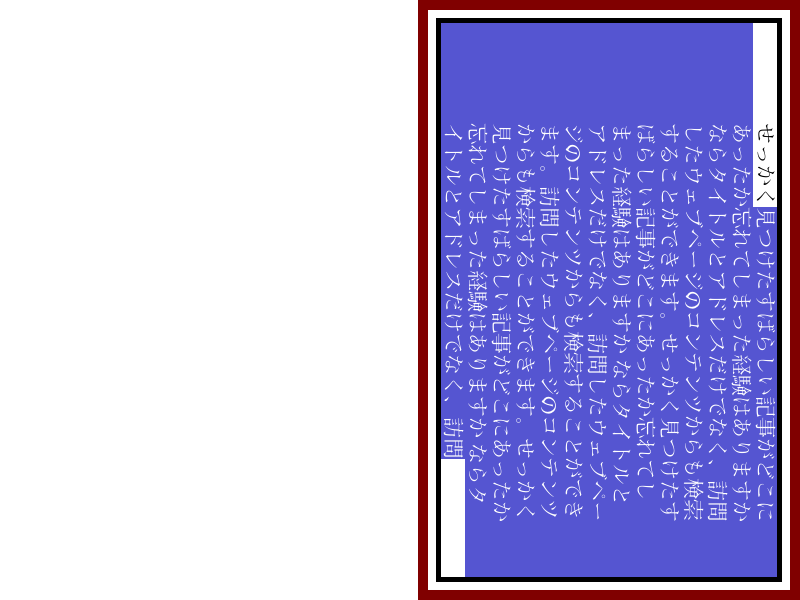 せっかく見つけたすばらしい記事がどこに
あったか忘れてしまった経験はありますか
ならタイトルとアドレスだけでなく、訪問
したウェブページのコンテンツからも検索
することができます。せっかく見つけたす
ばらしい記事がどこにあったか忘れてし
まった経験はありますか ならタイトルと
アドレスだけでなく、訪問したウェブペー
ジのコンテンツからも検索することができ
ます。訪問したウェブページのコンテンツ
からも検索することができます。せっかく
見つけたすばらしい記事がどこにあったか
忘れてしまった経験はありますか ならタ
イトルとアドレスだけでなく、訪問